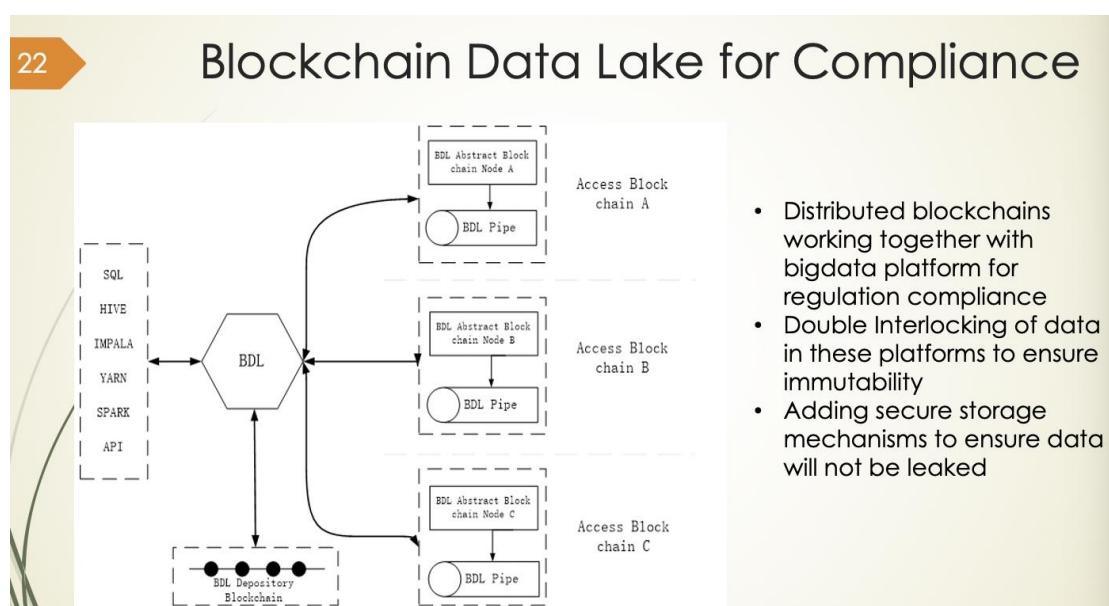 22
Blockchain Data Lake for Compliance
SQL
HIVE
IMPALA
YARN
SPARK
API
BDL
BDL Depository
Blockchain
BDL Abstract Block
chain Node A
BDL Pipe
Access Block
chain A
BDL Abstract Block
chain Node B
BDL Pipe
Access Block
chain B
BDL Abstract Block
chain Node C
BDL Pipe
Access Block
chain C
• Distributed blockchains
working together with
bigdata platform for
regulation compliance
• Double Interlocking of data
in these platforms to ensure
immutability
• Adding secure storage
mechanisms to ensure data
will not be leaked